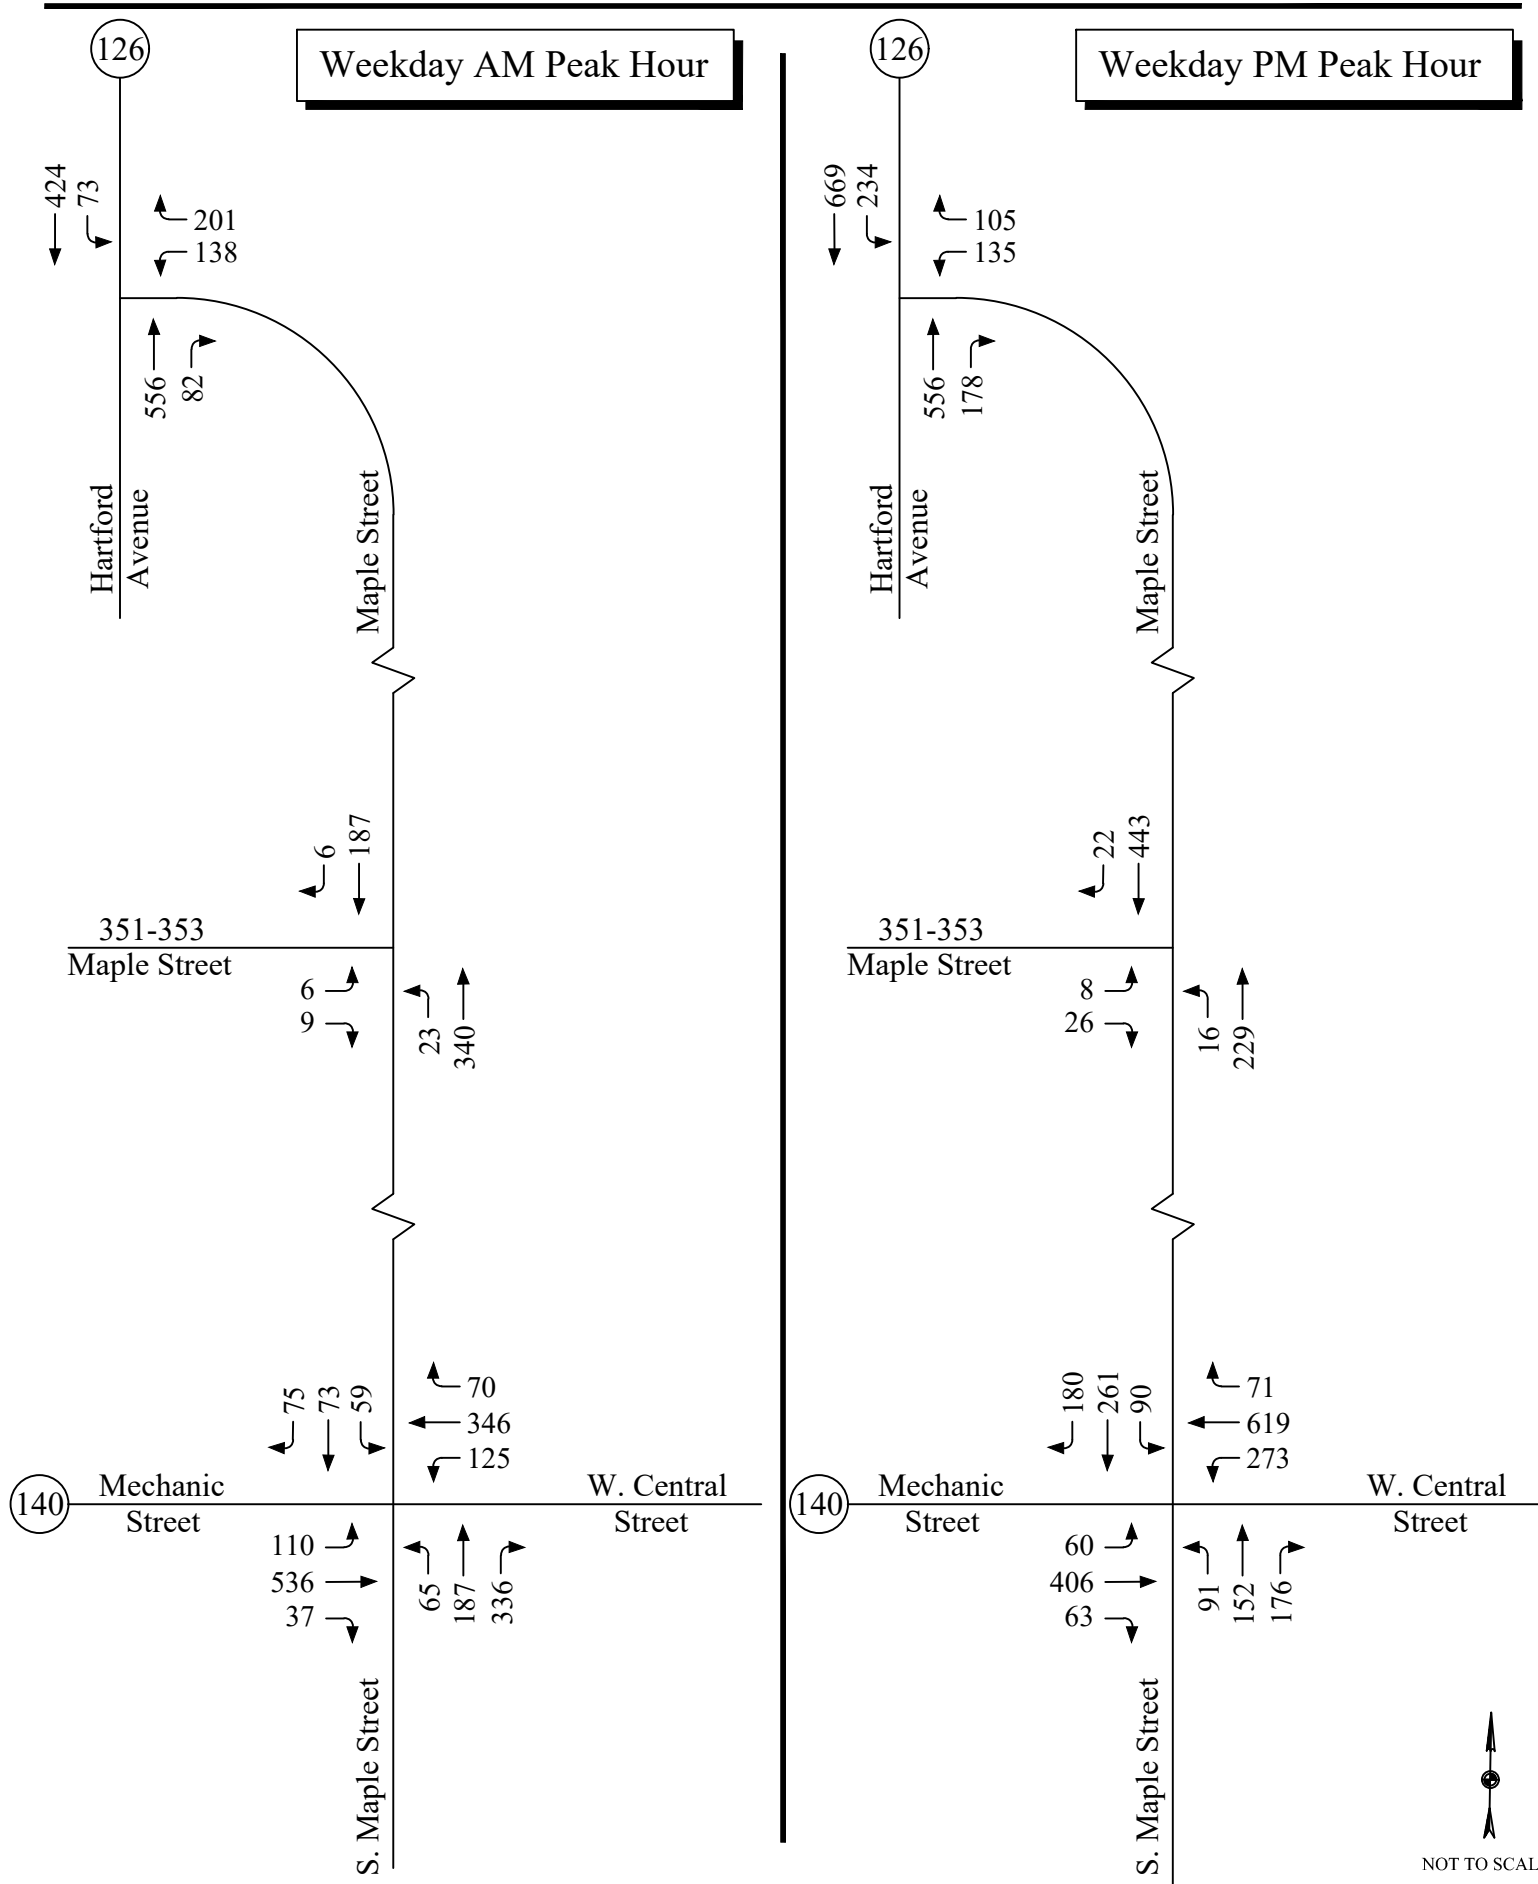 126
Weekday AM Peak Hour
424
73
201
138
556
82
Hartford
Avenue
Maple Street
6
187
351-353
Maple Street
6
9
23
340
75
73
59
70
346
125
140
Mechanic
Street
W. Central
Street
110
536
37
65
187
336
S. Maple Street
126
Weekday PM Peak Hour
669
234
105
135
556
178
Hartford
Avenue
Maple Street
22
443
351-353
Maple Street
8
26
16
229
180
261
90
71
619
273
140
Mechanic
Street
W. Central
Street
60
406
63
91
152
176
S. Maple Street
NOT TO SCAL